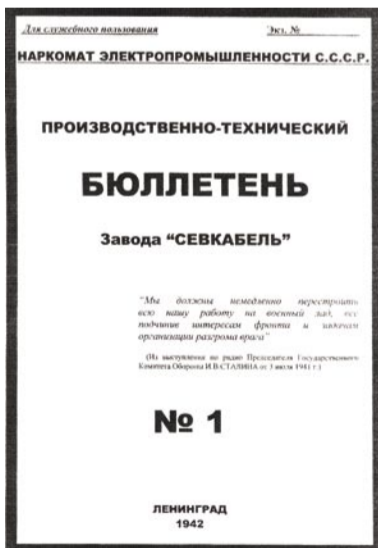 Для служебного пользования Экз. №
НАРКОМАТ ЭЛЕКТРОПРОМЫШЛЕННОСТИ С.С.С.Р.
ПРОИЗВОДСТВЕННО-ТЕХНИЧЕСКИЙ
БЮЛЛЕТЕНЬ
Завода “СЕВКАБЕЛЬ”
“Мы должны немедленно перестроить
всю нашу работу на военный лад, все
подчинив интересам фронта и задачам
организации разгрома врага”
(Из выступления по радио Председателя Государственного
Комитета Обороны И.В.СТАЛИНА от 3 июля 1941 г.)
№ 1
ЛЕНИНГРАД
1942